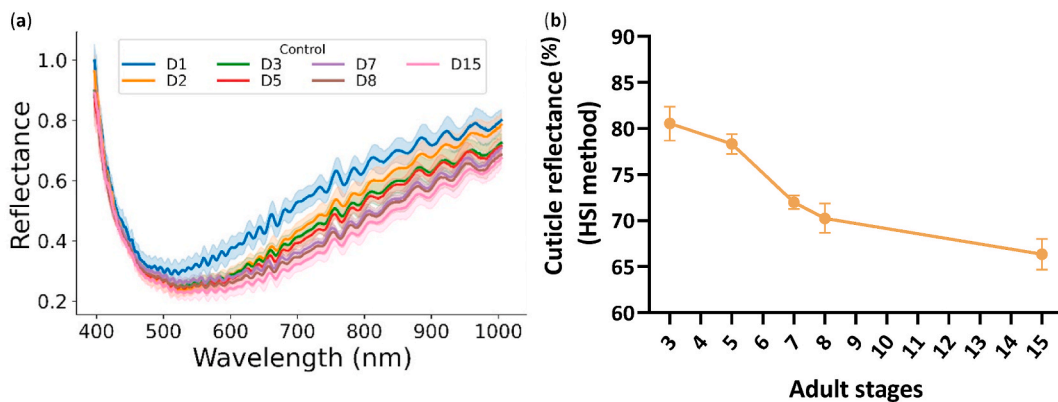 (a)
Reflectance
1.0
0.8
0.6
0.4
0.2
Control
D1 D3 D7 D15
D2 D5 D8
400 500 600 700 800 900 1000
Wavelength (nm)
(b)
Cuticle reflectance (%)
(HSI method)
90
85
80
75
70
65
60
3 4 5 6 7 8 9 10 11 12 13 14 15
Adult stages